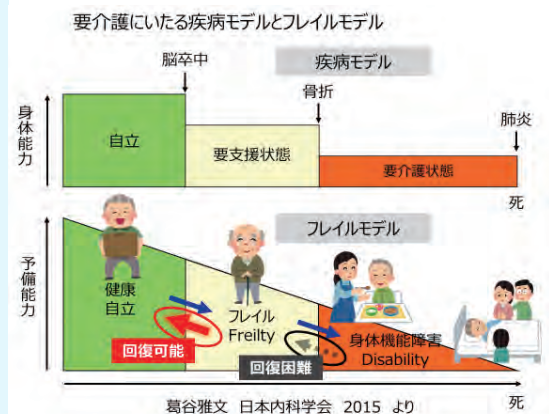 要介護にいたる疾病モデルとフレイルモデル
脳卒中
疾病モデル
骨折
肺炎
身体能力
自立
要支援状態
要介護状態
死
フレイルモデル
予備能力
健康
自立
フレイル
Freilty
身体機能障害
Disability
回復可能
回復困難
死
葛谷雅文 日本内科学会 2015 より